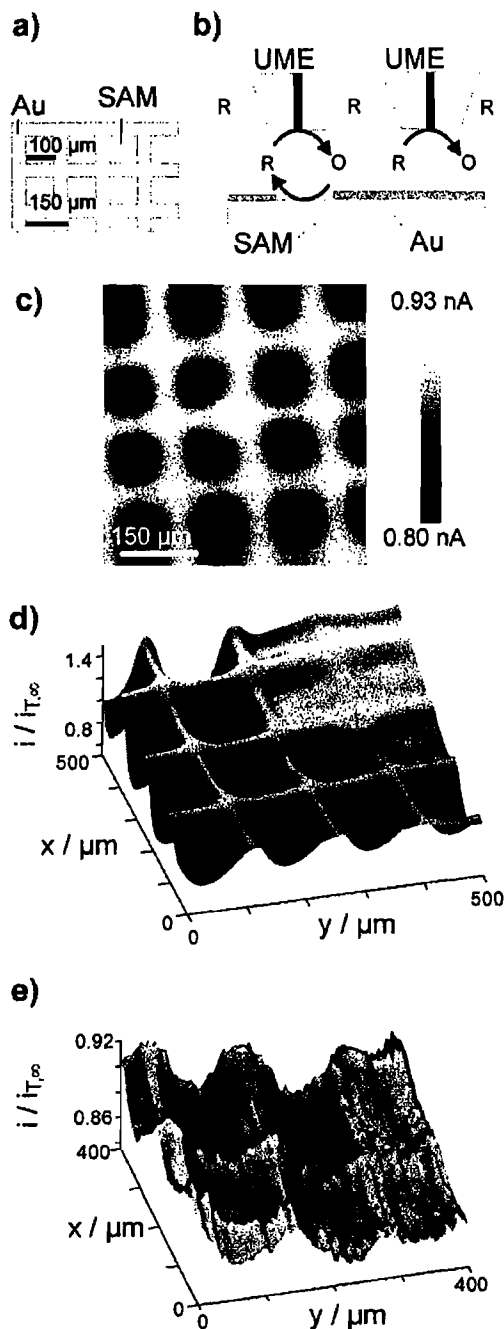 a)
Au
SAM
100 µm
150 µm
b)
UME
UME
R
R
R
R
O
R
O
SAM
Au
c)
0.93 nA
150 µm
0.80 nA
d)
1.4
0.8
i / iT,∞
500
x / µm
0
0
y / µm
500
e)
0.92
0.86
i / iT,∞
400
x / µm
0
0
y / µm
400